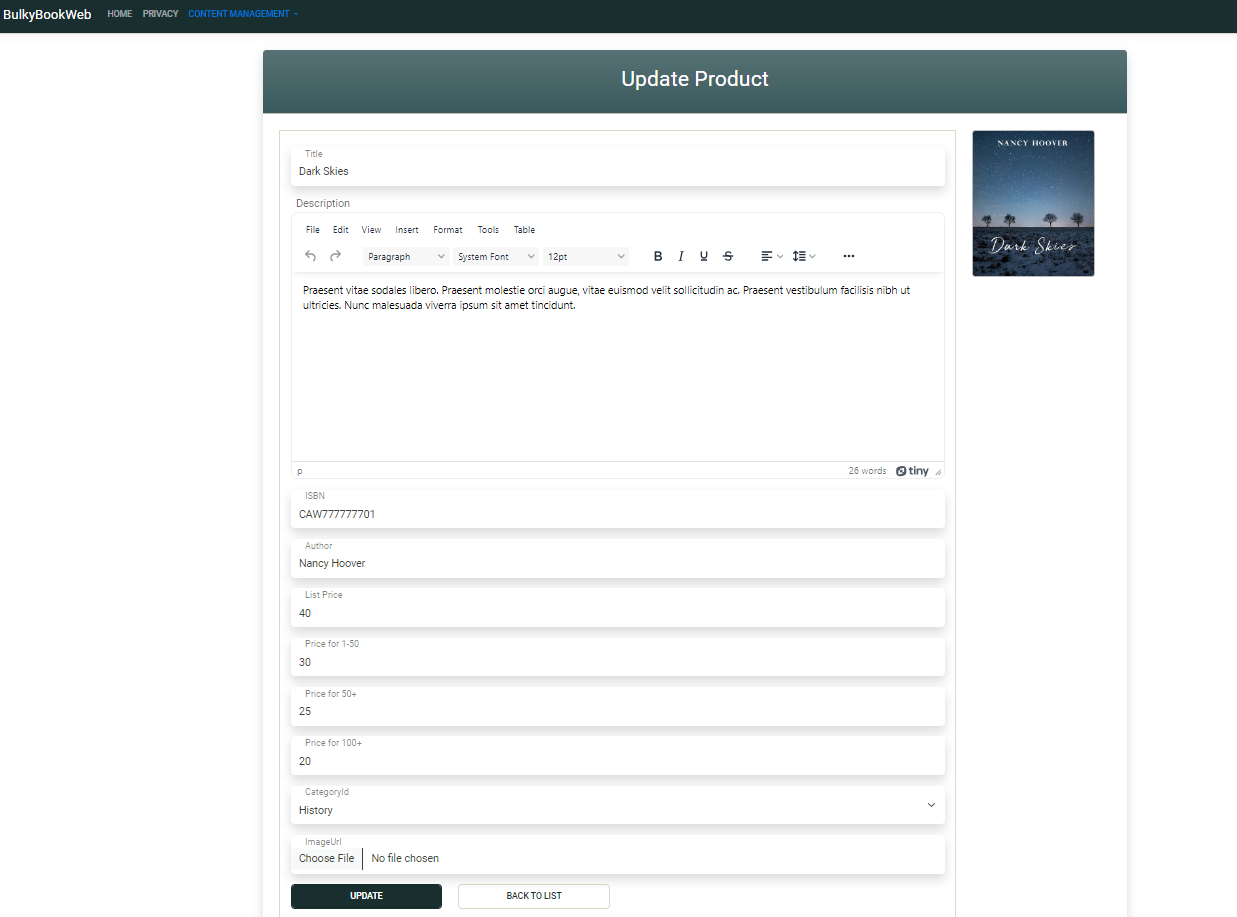 BulkyBookWeb HOME PRIVACY CONTENT MANAGEMENT
Update Product
Title
Dark Skies
Description
File Edit View Insert Format Tools Table
Paragraph System Font 12pt B I U S
Praesent vitae sodales libero. Praesent molestie orci augue, vitae euismod velit sollicitudin ac. Praesent vestibulum facilisis nibh ut
ultricies. Nunc malesuada viverra ipsum sit amet tincidunt.
p 26 words tiny
ISBN
CAW777777701
Author
Nancy Hoover
List Price
40
Price for 1-50
30
Price for 50+
25
Price for 100+
20
CategoryId
History
ImageUrl
Choose File No file chosen
UPDATE BACK TO LIST
NANCY HOOVER
Dark Skies